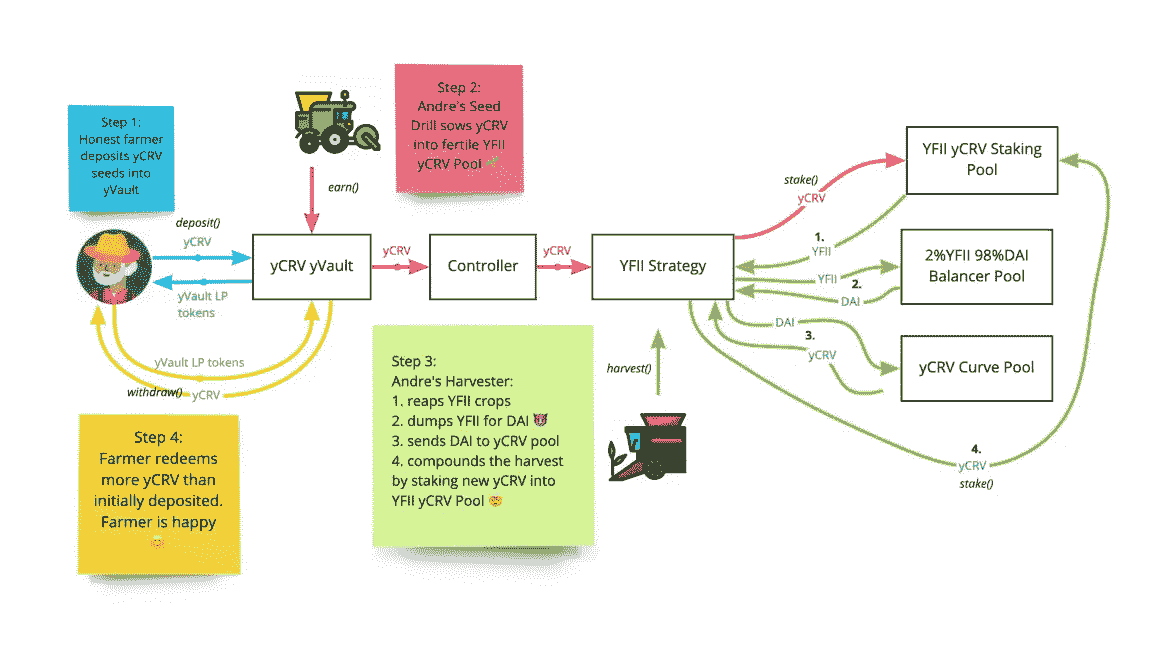 Step 1:
Honest farmer
deposits yCRV
seeds into
yVault
Step 2:
Andre's Seed
Drill sows yCRV
into fertile YFII
yCRV Pool
earn()
deposit()
yCRV
yVault LP
tokens
yCRV yVault
yCRV
Controller
yCRV
YFII Strategy
stake()
yCRV
YFII yCRV Staking
Pool
1.
YFII
YFII
2.
DAI
2%YFII 98%DAI
Balancer Pool
DAI
3.
yCRV
yCRV Curve Pool
yVault LP tokens
withdraw()
yCRV
Step 3:
Andre's Harvester:
1. reaps YFII crops
2. dumps YFII for DAI
3. sends DAI to yCRV pool
4. compounds the harvest
by staking new yCRV into
YFII yCRV Pool
harvest()
4.
yCRV
stake()
Step 4:
Farmer redeems
more yCRV than
initially deposited.
Farmer is happy